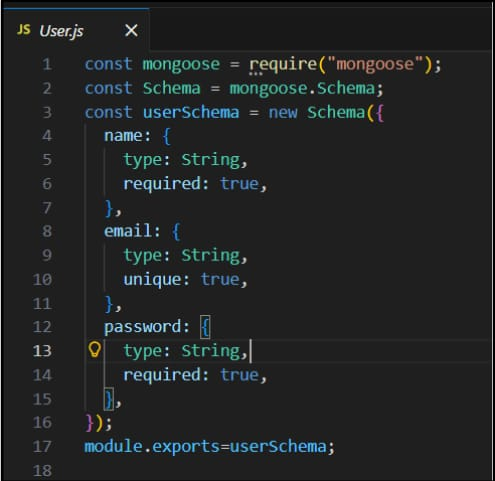 JS User.js ×
1 const mongoose = require("mongoose");
2 const Schema = mongoose.Schema;
3 const userSchema = new Schema({
4   name: {
5     type: String,
6     required: true,
7   },
8   email: {
9     type: String,
10     unique: true,
11   },
12   password: {
13     type: String,
14     required: true,
15   },
16 });
17 module.exports=userSchema;
18